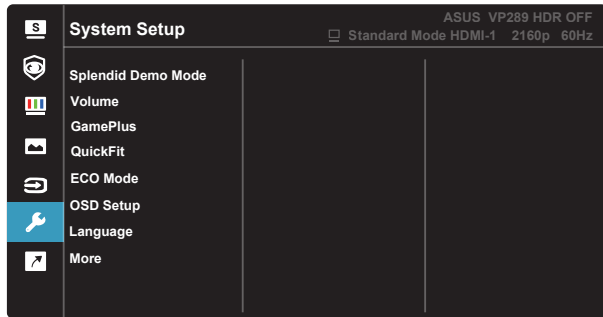 S
System Setup
ASUS VP289 HDR OFF
Standard Mode HDMI-1 2160p 60Hz
Splendid Demo Mode
Volume
GamePlus
QuickFit
ECO Mode
OSD Setup
Language
More